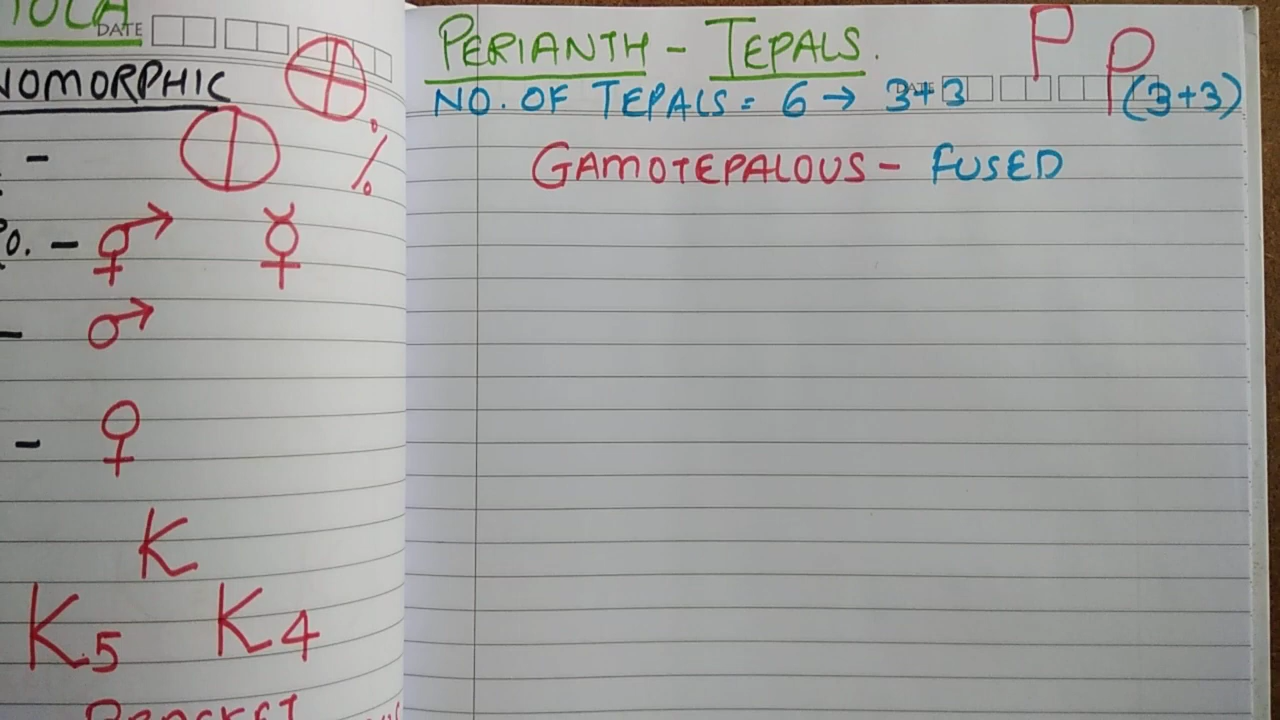 DATE
NOMORPHIC
-
O. - ⚥ ☿
- ♂
- ♀
K
K5 K4
PERIANTH - TEPALS. P
NO. OF TEPALS = 6 → 3+3 P(3+3)
GAMOTEPALOUS - FUSED